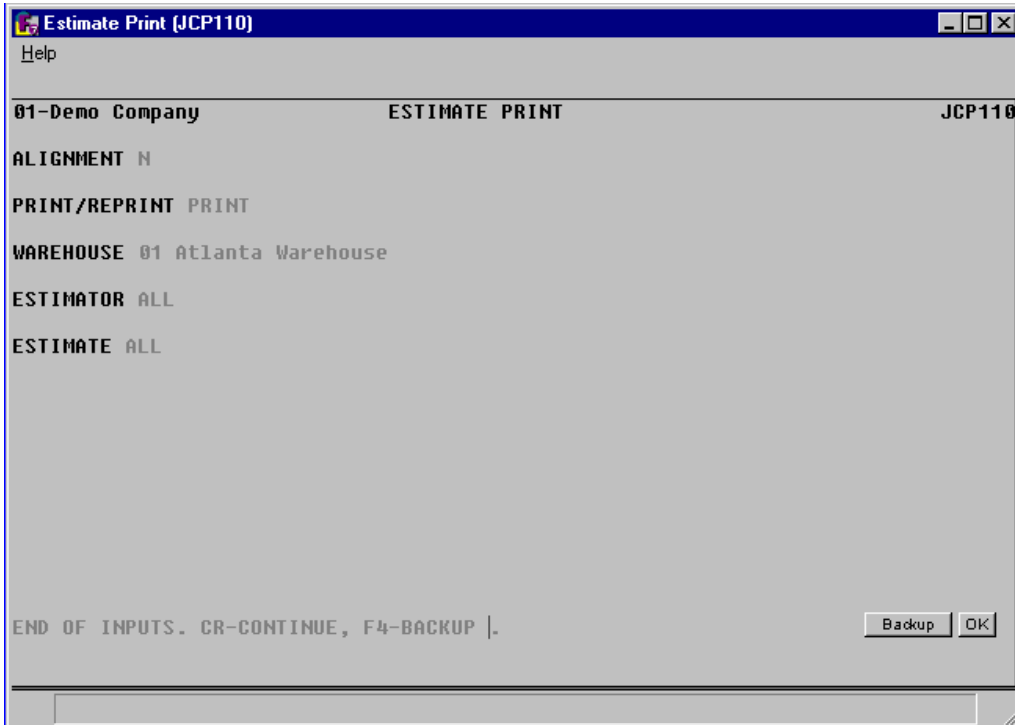 Estimate Print (JCP110)
Help
01-Demo Company ESTIMATE PRINT JCP110
ALIGNMENT N
PRINT/REPRINT PRINT
WAREHOUSE 01 Atlanta Warehouse
ESTIMATOR ALL
ESTIMATE ALL
END OF INPUTS. CR-CONTINUE, F4-BACKUP . Backup OK